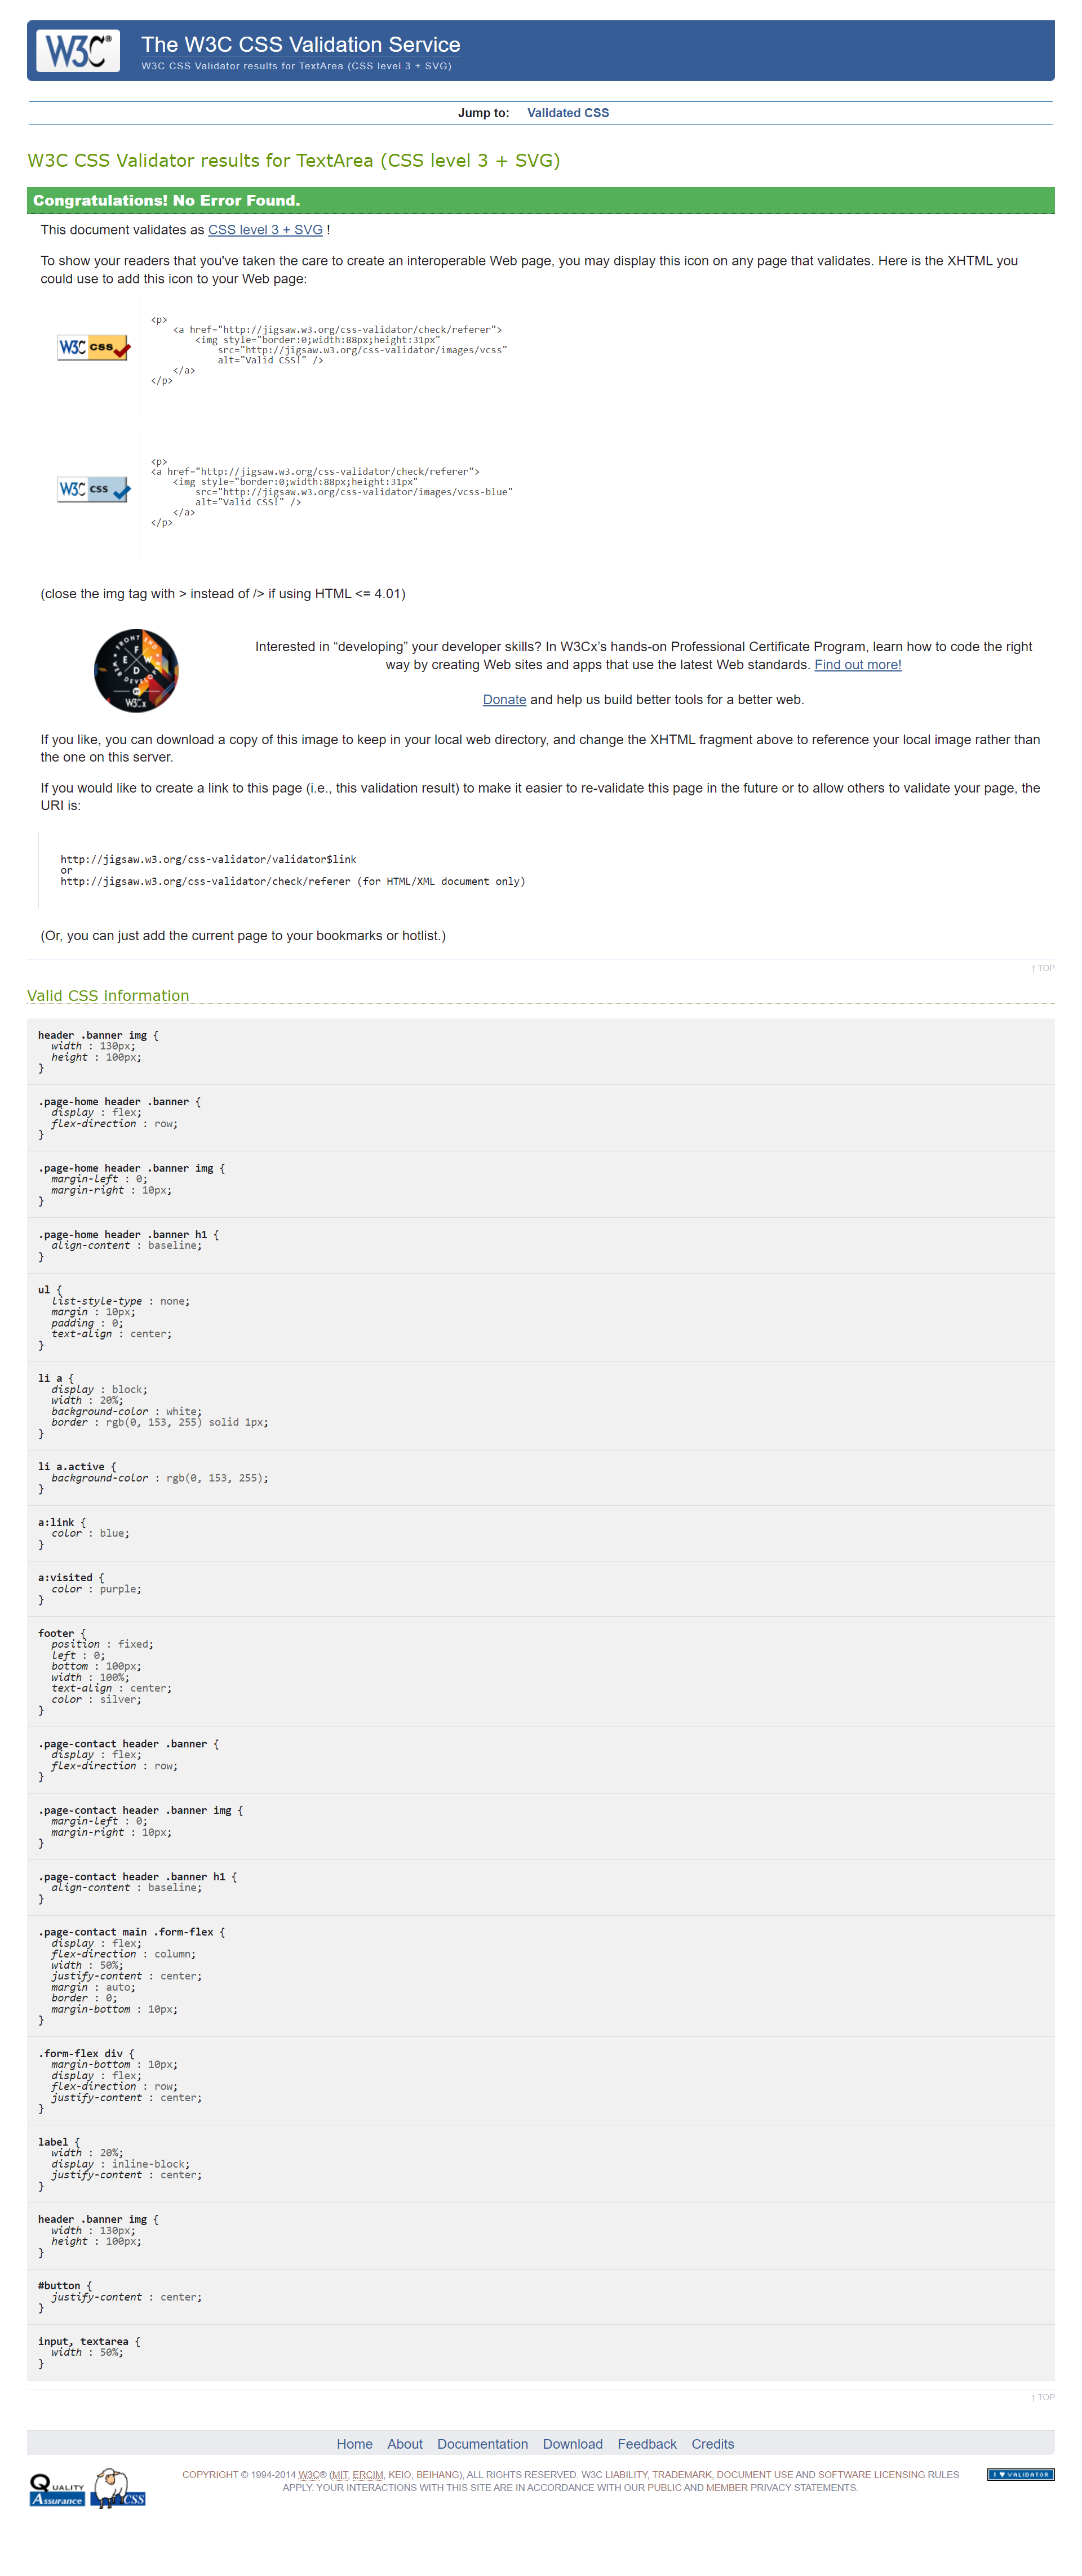 W3C®
The W3C CSS Validation Service
W3C CSS Validator results for TextArea (CSS level 3 + SVG)
Jump to: Validated CSS
W3C CSS Validator results for TextArea (CSS level 3 + SVG)
Congratulations! No Error Found.
This document validates as CSS level 3 + SVG !
To show your readers that you've taken the care to create an interoperable Web page, you may display this icon on any page that validates. Here is the XHTML you
could use to add this icon to your Web page:
W3C css
<p>
<a href="http://jigsaw.w3.org/css-validator/check/referer">
<img style="border:0;width:88px;height:31px"
src="http://jigsaw.w3.org/css-validator/images/vcss"
alt="Valid CSS!" />
</a>
</p>
W3C css
<p>
<a href="http://jigsaw.w3.org/css-validator/check/referer">
<img style="border:0;width:88px;height:31px"
src="http://jigsaw.w3.org/css-validator/images/vcss-blue"
alt="Valid CSS!" />
</a>
</p>
(close the img tag with > instead of /> if using HTML <= 4.01)
W3Cx
Interested in “developing” your developer skills? In W3Cx’s hands-on Professional Certificate Program, learn how to code the right
way by creating Web sites and apps that use the latest Web standards. Find out more!
Donate and help us build better tools for a better web.
If you like, you can download a copy of this image to keep in your local web directory, and change the XHTML fragment above to reference your local image rather than
the one on this server.
If you would like to create a link to this page (i.e., this validation result) to make it easier to re-validate this page in the future or to allow others to validate your page, the
URI is:
http://jigsaw.w3.org/css-validator/validator$link
or
http://jigsaw.w3.org/css-validator/check/referer (for HTML/XML document only)
(Or, you can just add the current page to your bookmarks or hotlist.)
↑ TOP
Valid CSS information
header .banner img {
width : 130px;
height : 100px;
}
.page-home header .banner {
display : flex;
flex-direction : row;
}
.page-home header .banner img {
margin-left : 0;
margin-right : 10px;
}
.page-home header .banner h1 {
align-content : baseline;
}
ul {
list-style-type : none;
margin : 10px;
padding : 0;
text-align : center;
}
li a {
display : block;
width : 20%;
background-color : white;
border : rgb(0, 153, 255) solid 1px;
}
li a.active {
background-color : rgb(0, 153, 255);
}
a:link {
color : blue;
}
a:visited {
color : purple;
}
footer {
position : fixed;
left : 0;
bottom : 100px;
width : 100%;
text-align : center;
color : silver;
}
.page-contact header .banner {
display : flex;
flex-direction : row;
}
.page-contact header .banner img {
margin-left : 0;
margin-right : 10px;
}
.page-contact header .banner h1 {
align-content : baseline;
}
.page-contact main .form-flex {
display : flex;
flex-direction : column;
width : 50%;
justify-content : center;
margin : auto;
border : 0;
margin-bottom : 10px;
}
.form-flex div {
margin-bottom : 10px;
display : flex;
flex-direction : row;
justify-content : center;
}
label {
width : 20%;
display : inline-block;
justify-content : center;
}
header .banner img {
width : 130px;
height : 100px;
}
#button {
justify-content : center;
}
input, textarea {
width : 50%;
}
↑ TOP
Home About Documentation Download Feedback Credits
Quality Assurance
CSS
COPYRIGHT © 1994-2014 W3C® (MIT, ERCIM, KEIO, BEIHANG), ALL RIGHTS RESERVED. W3C LIABILITY, TRADEMARK, DOCUMENT USE AND SOFTWARE LICENSING RULES
APPLY. YOUR INTERACTIONS WITH THIS SITE ARE IN ACCORDANCE WITH OUR PUBLIC AND MEMBER PRIVACY STATEMENTS.
I ♥ VALIDATOR